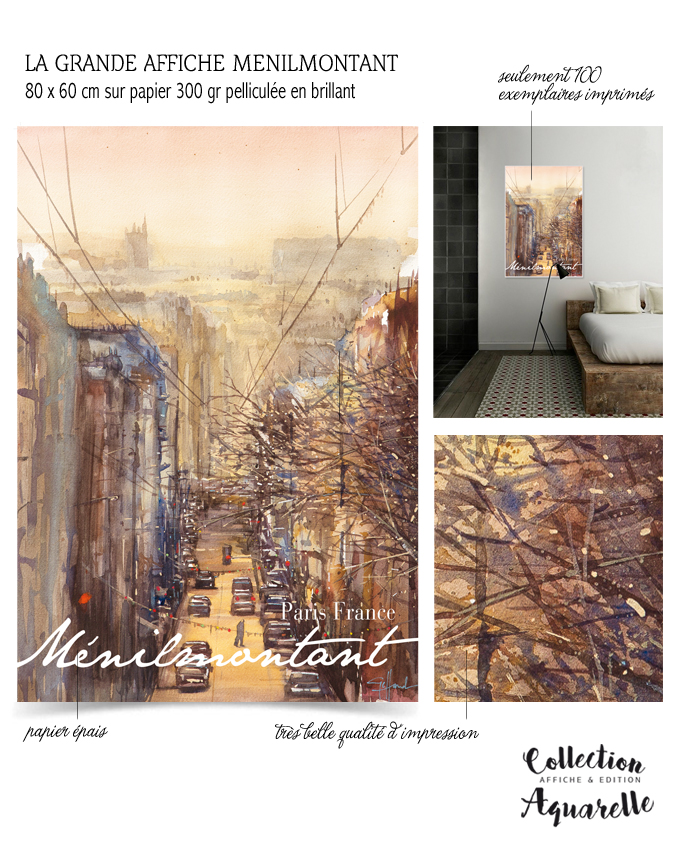 LA GRANDE AFFICHE MENILMONTANT
80 x 60 cm sur papier 300 gr pelliculée en brillant
seulement 100
exemplaires imprimés
Ménilmontant
Paris France
Ménilmontant
papier épais
très belle qualité d'impression
Collection
AFFICHE & EDITION
Aquarelle